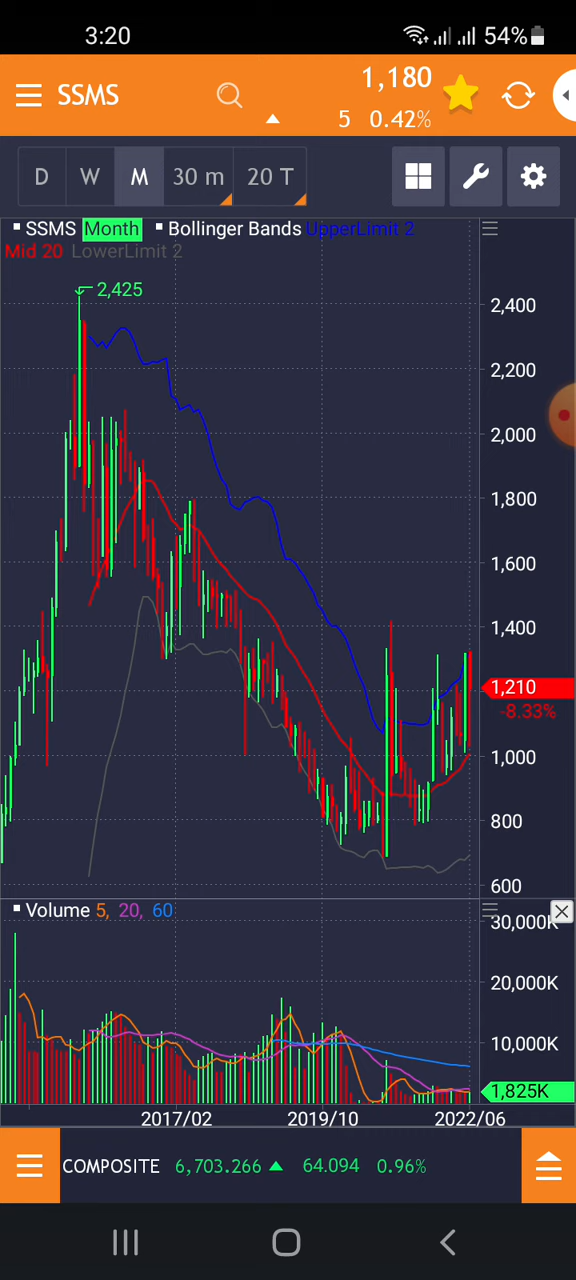 3:20 54%
SSMS 1,180
5 0.42%
D W M 30 m 20 T
SSMS Month Bollinger Bands UpperLimit 2
Mid 20 LowerLimit 2
2,425
2,400
2,200
2,000
1,800
1,600
1,400
1,210
-8.33%
1,000
800
600
Volume 5, 20, 60
30,000K
20,000K
10,000K
1,825K
2017/02 2019/10 2022/06
COMPOSITE 6,703.266 64.094 0.96%